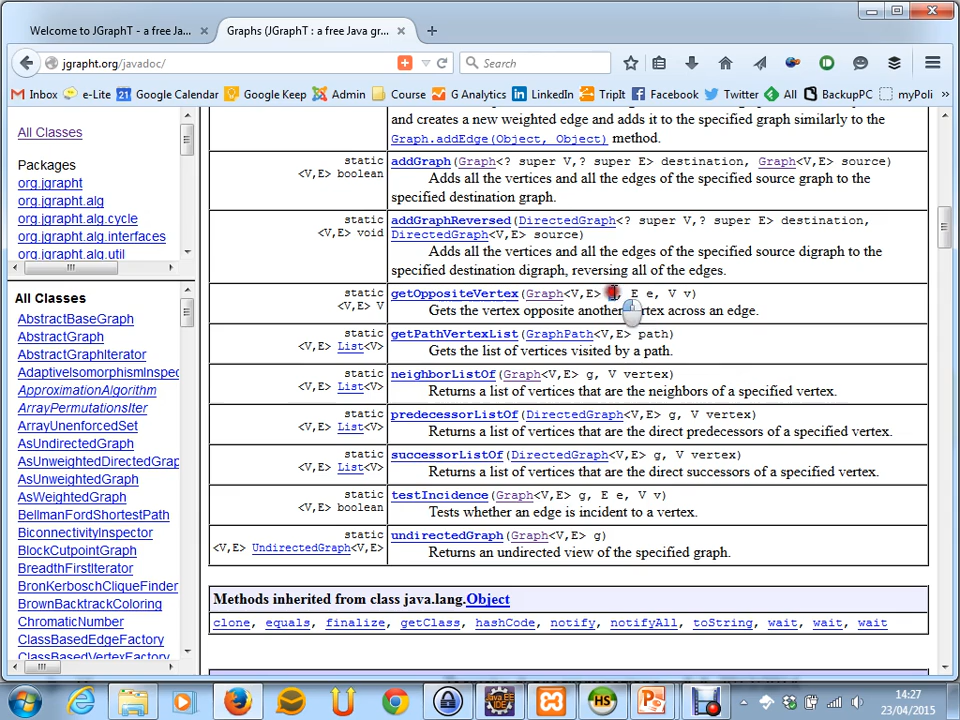 Welcome to JGraphT - a free Ja...
Graphs (JGraphT : a free Java gr...
jgrapht.org/javadoc/
Search
Inbox e-Lite Google Calendar Google Keep Admin Course G Analytics LinkedIn TripIt Facebook Twitter All BackupPC myPoli »
All Classes
Packages
org.jgrapht
org.jgrapht.alg
org.jgrapht.alg.cycle
org.jgrapht.alg.interfaces
org.jgrapht.alg.util
All Classes
AbstractBaseGraph
AbstractGraph
AbstractGraphIterator
AdaptiveIsomorphismInspec
ApproximationAlgorithm
ArrayPermutationsIter
ArrayUnenforcedSet
AsUndirectedGraph
AsUnweightedDirectedGrap
AsUnweightedGraph
AsWeightedGraph
BellmanFordShortestPath
BiconnectivityInspector
BlockCutpointGraph
BreadthFirstIterator
BronKerboschCliqueFinder
BrownBacktrackColoring
ChromaticNumber
ClassBasedEdgeFactory
ClassBasedVertexFactory
and creates a new weighted edge and adds it to the specified graph similarly to the
Graph.addEdge(Object, Object) method.
static
<V,E> boolean
addGraph(Graph<? super V,? super E> destination, Graph<V,E> source)
Adds all the vertices and all the edges of the specified source graph to the
specified destination graph.
static
<V,E> void
addGraphReversed(DirectedGraph<? super V,? super E> destination,
DirectedGraph<V,E> source)
Adds all the vertices and all the edges of the specified source digraph to the
specified destination digraph, reversing all of the edges.
static
<V,E> V
getOppositeVertex(Graph<V,E> , E e, V v)
Gets the vertex opposite another vertex across an edge.
static
<V,E> List<V>
getPathVertexList(GraphPath<V,E> path)
Gets the list of vertices visited by a path.
static
<V,E> List<V>
neighborListOf(Graph<V,E> g, V vertex)
Returns a list of vertices that are the neighbors of a specified vertex.
static
<V,E> List<V>
predecessorListOf(DirectedGraph<V,E> g, V vertex)
Returns a list of vertices that are the direct predecessors of a specified vertex.
static
<V,E> List<V>
successorListOf(DirectedGraph<V,E> g, V vertex)
Returns a list of vertices that are the direct successors of a specified vertex.
static
<V,E> boolean
testIncidence(Graph<V,E> g, E e, V v)
Tests whether an edge is incident to a vertex.
static
<V,E> UndirectedGraph<V,E>
undirectedGraph(Graph<V,E> g)
Returns an undirected view of the specified graph.
Methods inherited from class java.lang.Object
clone, equals, finalize, getClass, hashCode, notify, notifyAll, toString, wait, wait, wait
14:27
23/04/2015